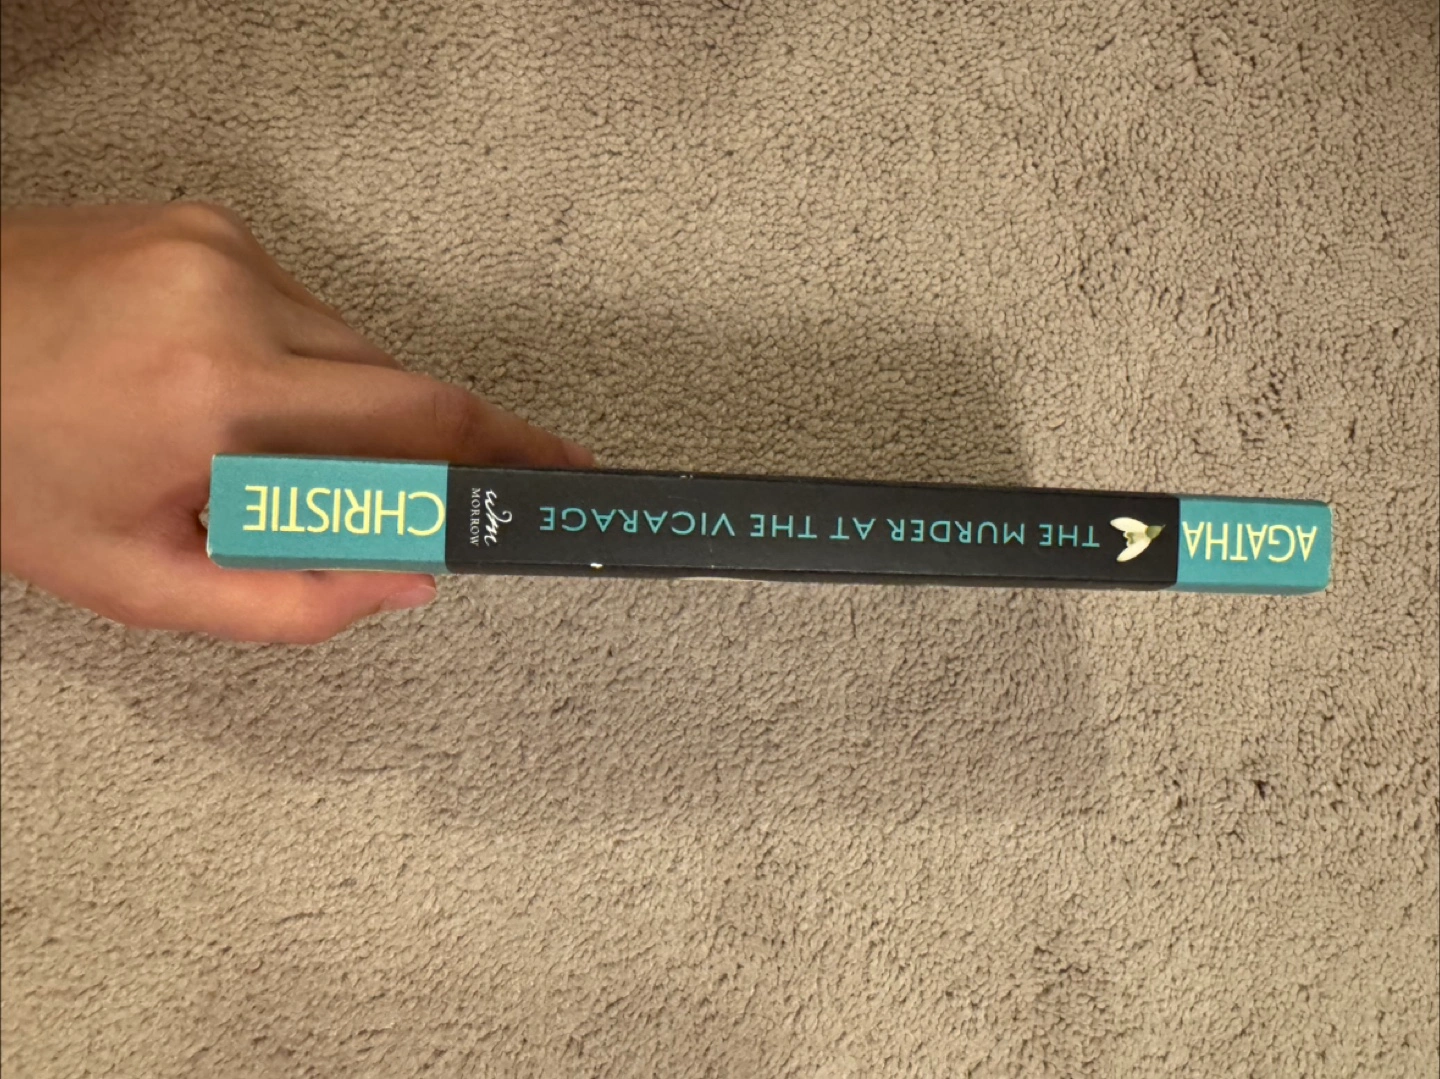 AGATHA
THE MURDER AT THE VICARAGE
wm
MORROW
CHRISTIE